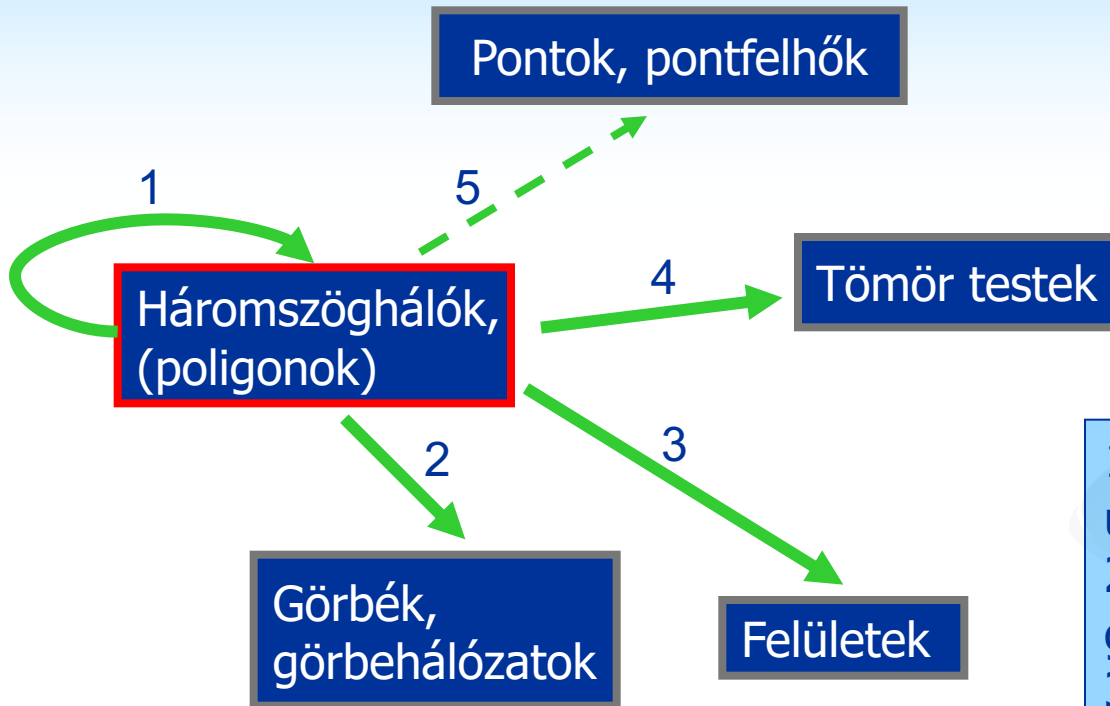 Pontok, pontfelhők
1
5
Háromszöghálók,
(poligonok)
4
Tömör testek
2
3
Görbék,
görbehálózatok
Felületek